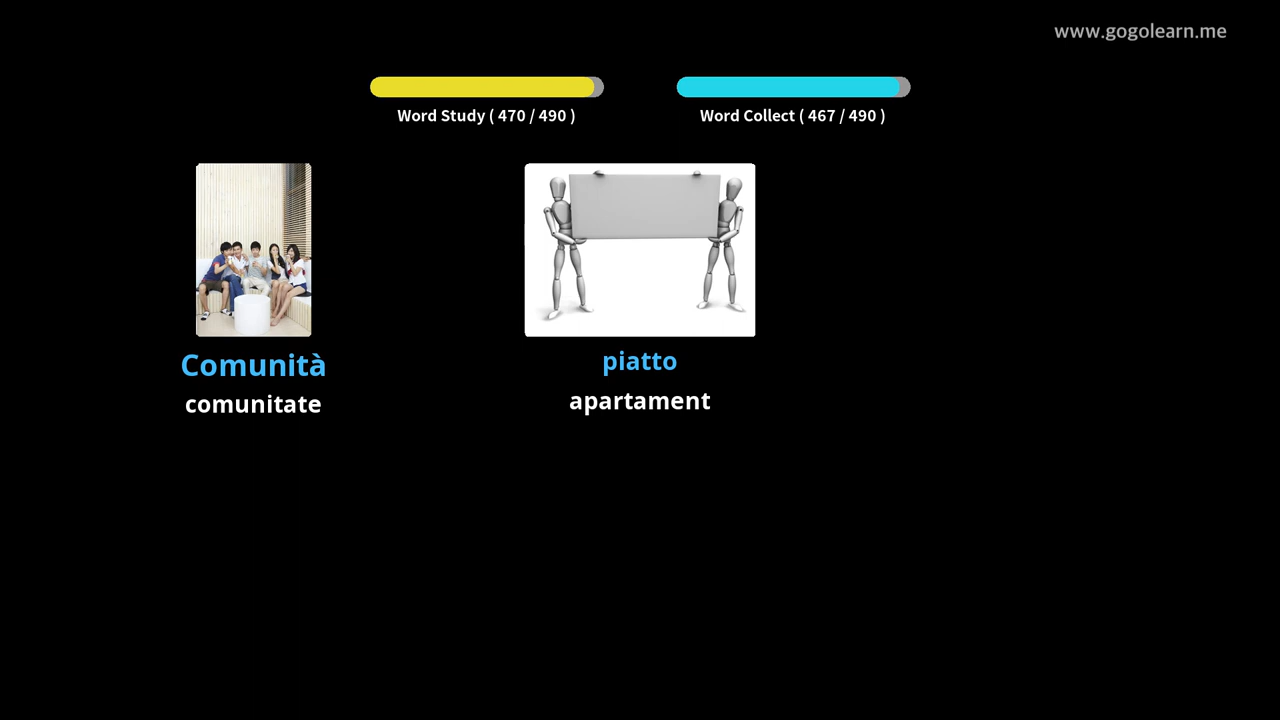 www.gogolearn.me
Word Study ( 470 / 490 )
Word Collect ( 467 / 490 )
Comunità
comunitate
piatto
apartament